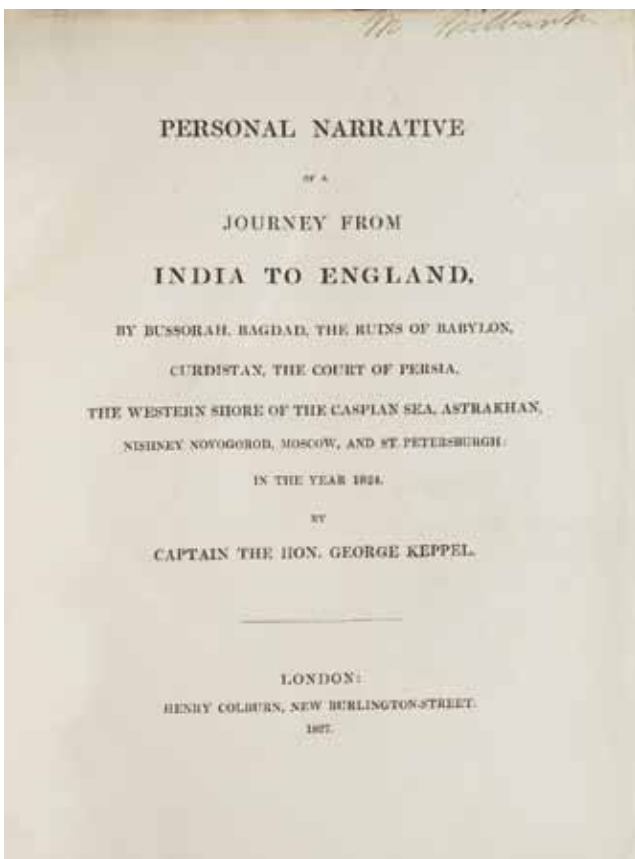 M Milbank
PERSONAL NARRATIVE
OF A
JOURNEY FROM
INDIA TO ENGLAND,
BY BUSSORAH, BAGDAD, THE RUINS OF BABYLON,
CURDISTAN, THE COURT OF PERSIA,
THE WESTERN SHORE OF THE CASPIAN SEA, ASTRAKHAN,
NISHNEY NOVOGOROD, MOSCOW, AND ST. PETERSBURGH:
IN THE YEAR 1824.
BY
CAPTAIN THE HON. GEORGE KEPPEL.
LONDON:
HENRY COLBURN, NEW BURLINGTON-STREET.
1827.